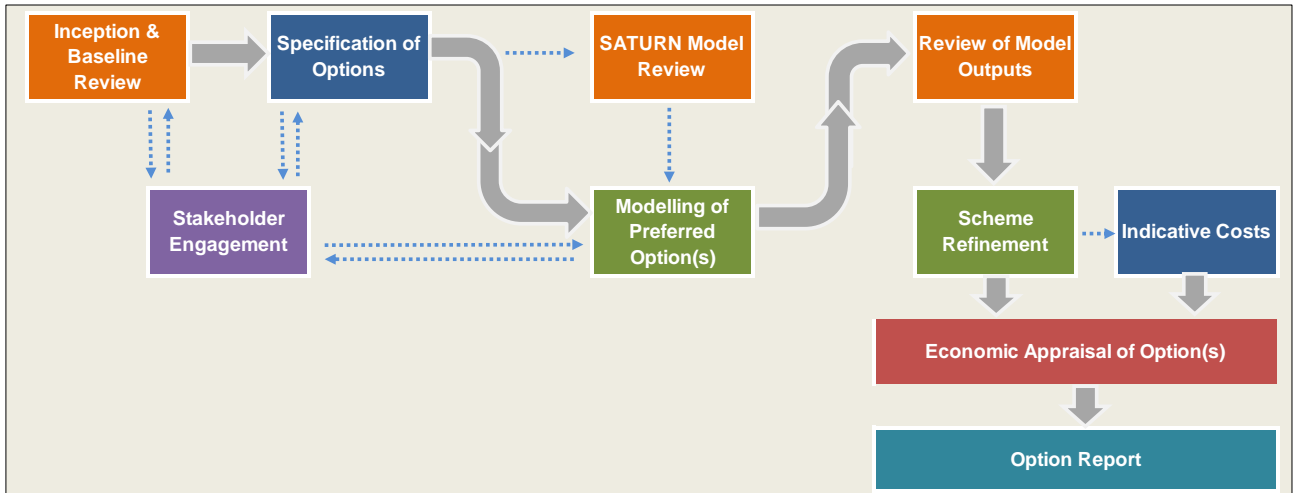 Inception &
Baseline
Review
Specification of
Options
SATURN Model
Review
Review of Model
Outputs
Stakeholder
Engagement
Modelling of
Preferred
Option(s)
Scheme
Refinement
Indicative Costs
Economic Appraisal of Option(s)
Option Report